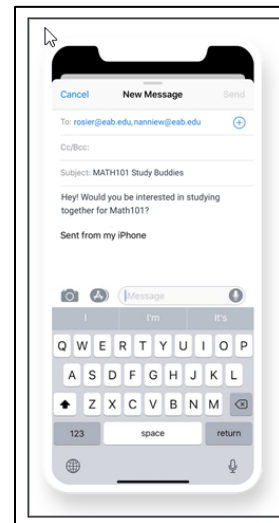 Cancel New Message Send
To: rosier@eab.edu,nanniew@eab.edu
Cc/Bcc:
Subject: MATH101 Study Buddies
Hey! Would you be interested in studying
together for Math101?
Sent from my iPhone
Message
I I'm It's
Q W E R T Y U I O P
A S D F G H J K L
Z X C V B N M
123 space return